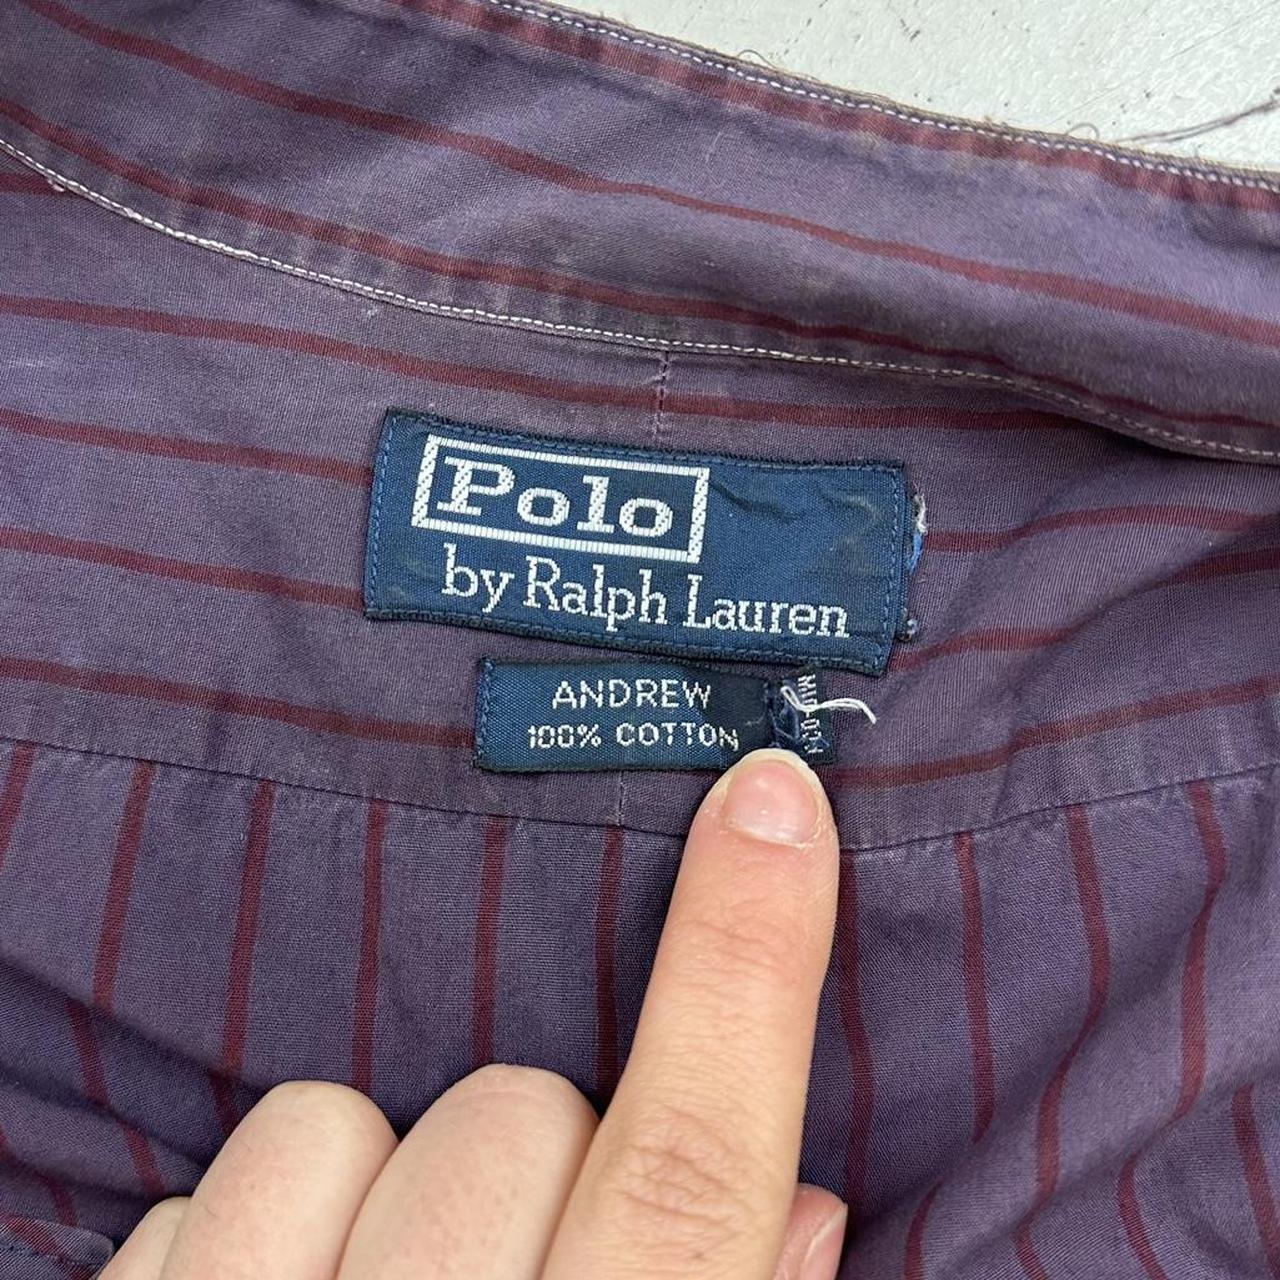 Polo
by Ralph Lauren
ANDREW
100% COTTON